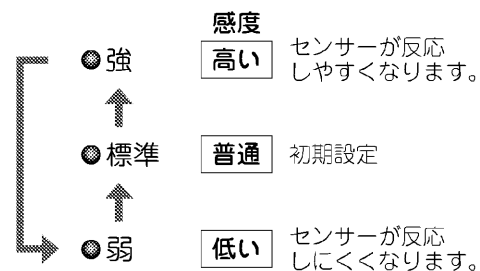 感度
強 高い センサーが反応
しやすくなります。
標準 普通 初期設定
弱 低い センサーが反応
しにくくなります。